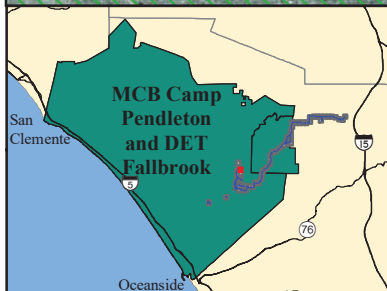 MCB Camp
Pendleton
and DET
Fallbrook
San
Clemente
5
15
76
Oceanside